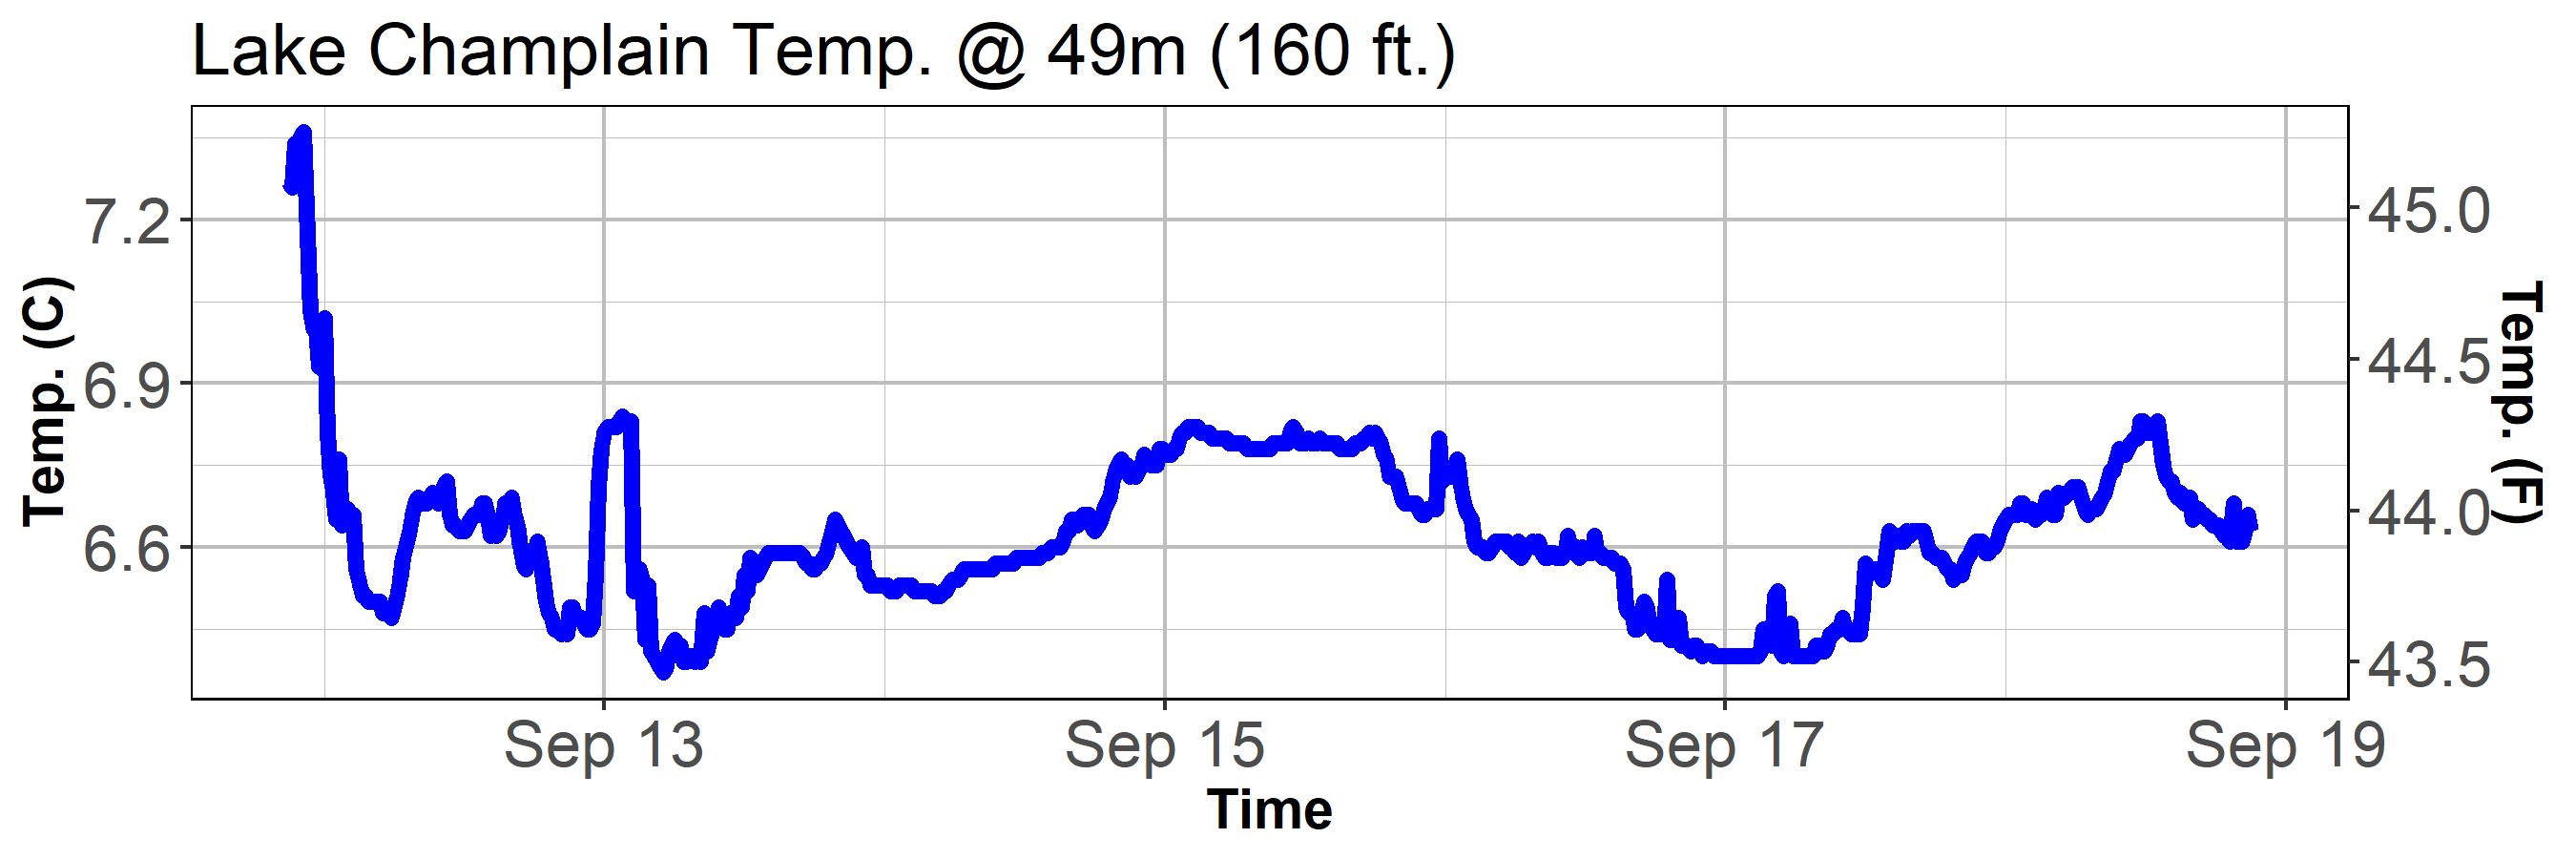 Lake Champlain Temp. @ 49m (160 ft.)
Temp. (C)
7.2
6.9
6.6
45.0
44.5
44.0
43.5
Temp. (F)
Sep 13 Sep 15 Sep 17 Sep 19
Time